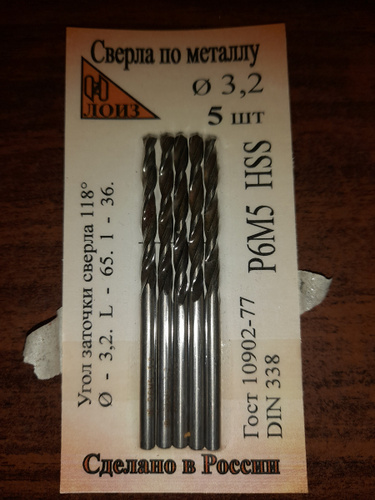 Сверла по металлу
ЛОИЗ
Ø 3,2
5 шт
Р6М5 HSS
Угол заточки сверла 118°
Ø - 3,2. L - 65. l - 36.
Гост 10902-77
DIN 338
Сделано в России